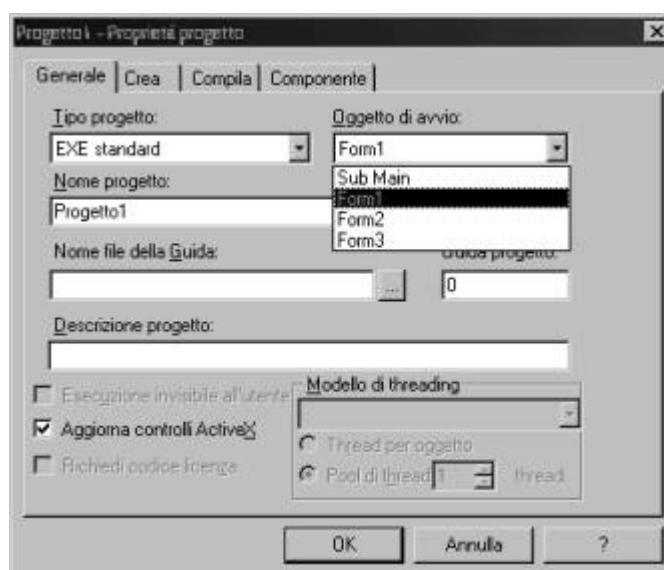 Progetto1 - Proprietà progetto
Generale Crea Compila Componente
Tipo progetto: Oggetto di avvio:
EXE standard Form1
Sub Main
Nome progetto: Form1
Progetto1 Form2
Form3
Nome file della Guida: progetto:
... 0
Descrizione progetto:
Esecuzione invisibile all'utente Modello di threading
Aggiorna controlli ActiveX
Thread per oggetto
Richiedi codice licenza Pool di thread 1 thread
OK Annulla ?